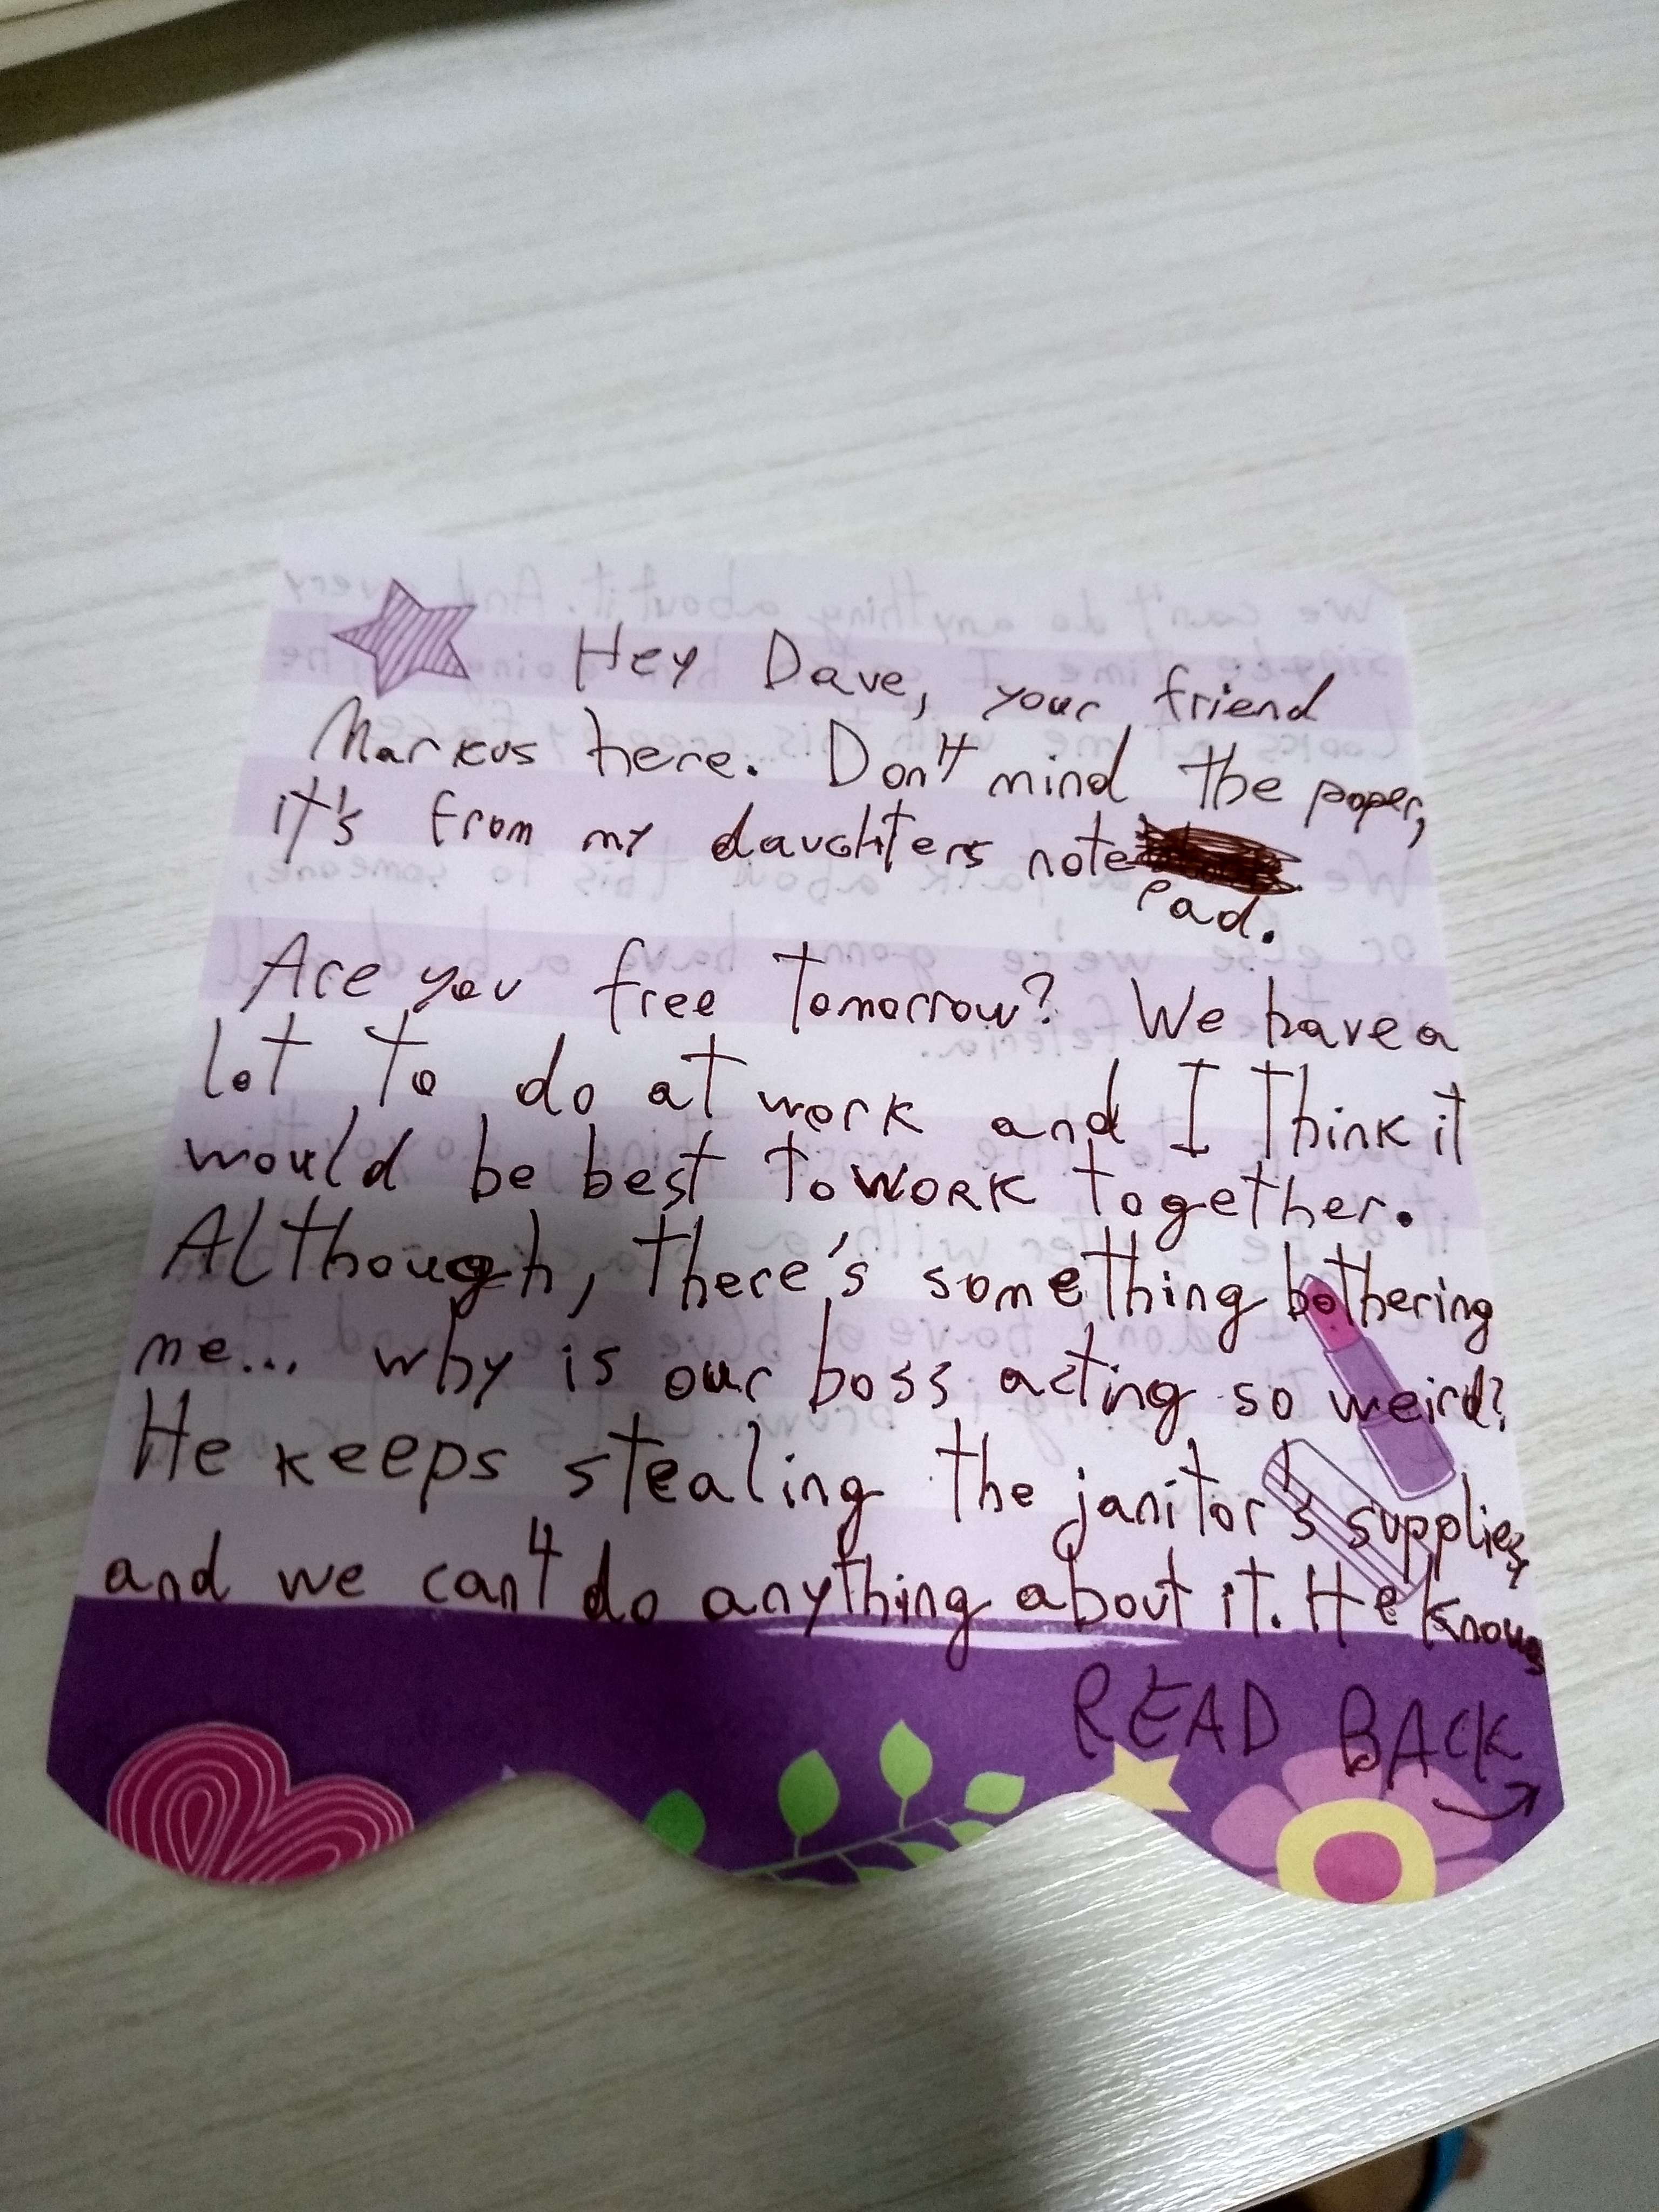 Hey Dave, your friend
Markus here. Don't mind the paper,
it's from my daughters note
Pad.
Are you free tomorrow? We have a
lot to do at work and I think it
would be best to work together.
Although, there's something bothering
me... why is our boss acting so weird?
He keeps stealing the janitor's supplies,
and we can't do anything about it. He knows
READ BACK